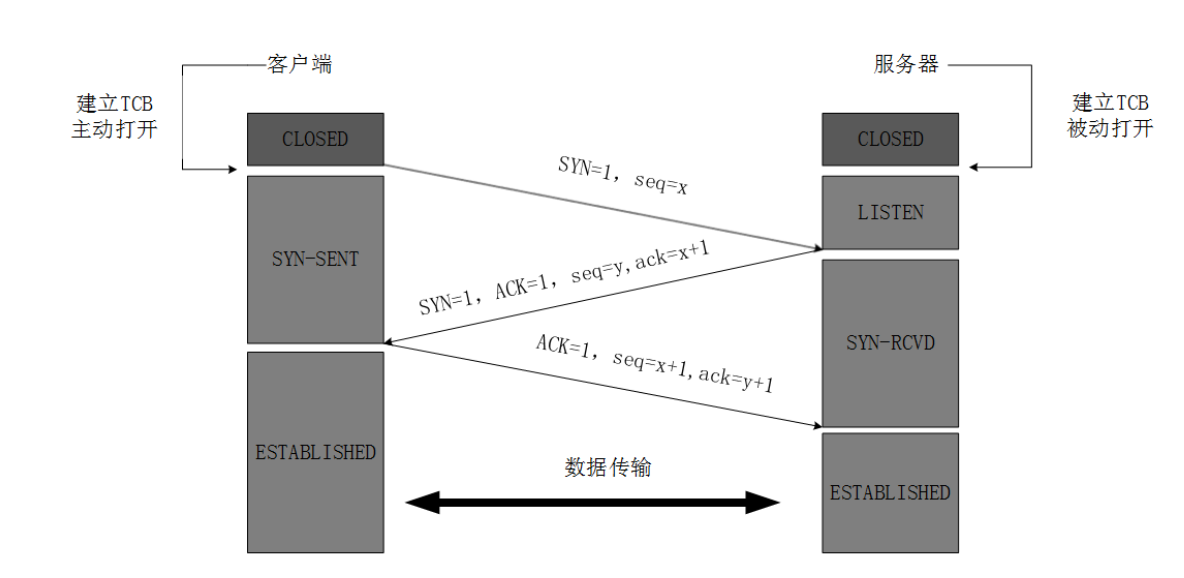 客户端
服务器
建立TCB
主动打开
建立TCB
被动打开
CLOSED
CLOSED
SYN=1, seq=x
LISTEN
SYN-SENT
SYN=1, ACK=1, seq=y,ack=x+1
ACK=1, seq=x+1,ack=y+1
SYN-RCVD
ESTABLISHED
数据传输
ESTABLISHED